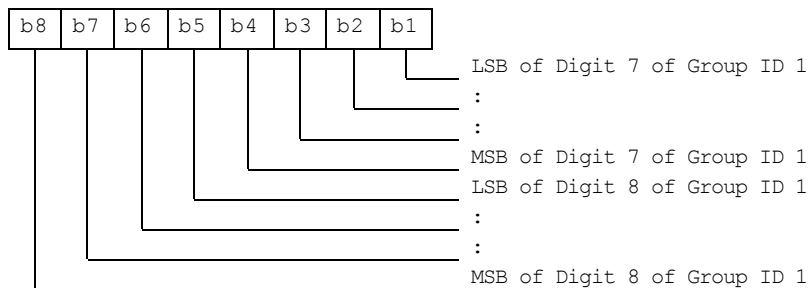 b8 b7 b6 b5 b4 b3 b2 b1
LSB of Digit 7 of Group ID 1
:
:
MSB of Digit 7 of Group ID 1
LSB of Digit 8 of Group ID 1
:
:
MSB of Digit 8 of Group ID 1